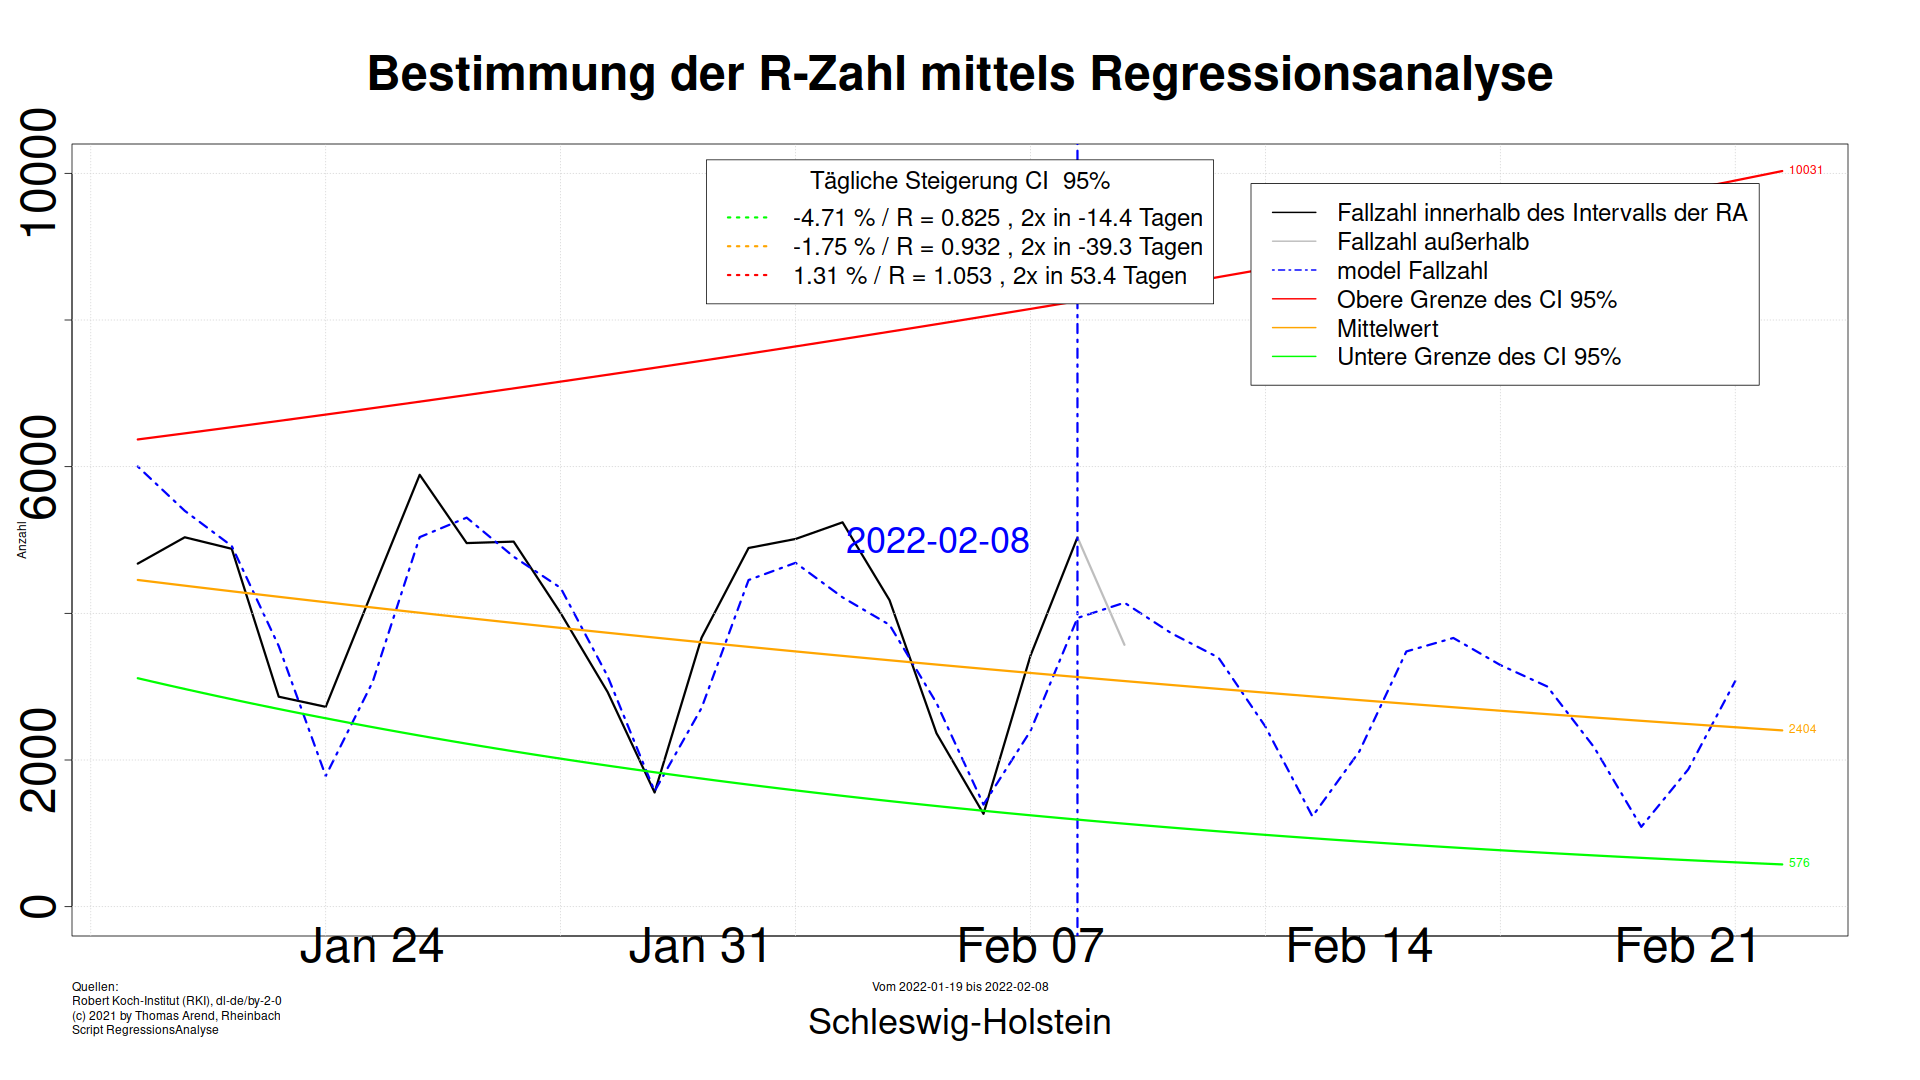 Bestimmung der R-Zahl mittels Regressionsanalyse
10000
6000
2000
0
Anzahl
Tägliche Steigerung CI 95%
-4.71 % / R = 0.825 , 2x in -14.4 Tagen
-1.75 % / R = 0.932 , 2x in -39.3 Tagen
1.31 % / R = 1.053 , 2x in 53.4 Tagen
Fallzahl innerhalb des Intervalls der RA
Fallzahl außerhalb
model Fallzahl
Obere Grenze des CI 95%
Mittelwert
Untere Grenze des CI 95%
10031
2022-02-08
2404
576
Jan 24
Jan 31
Feb 07
Feb 14
Feb 21
Quellen:
Robert Koch-Institut (RKI), dl-de/by-2-0
(c) 2021 by Thomas Arend, Rheinbach
Script RegressionsAnalyse
Vom 2022-01-19 bis 2022-02-08
Schleswig-Holstein